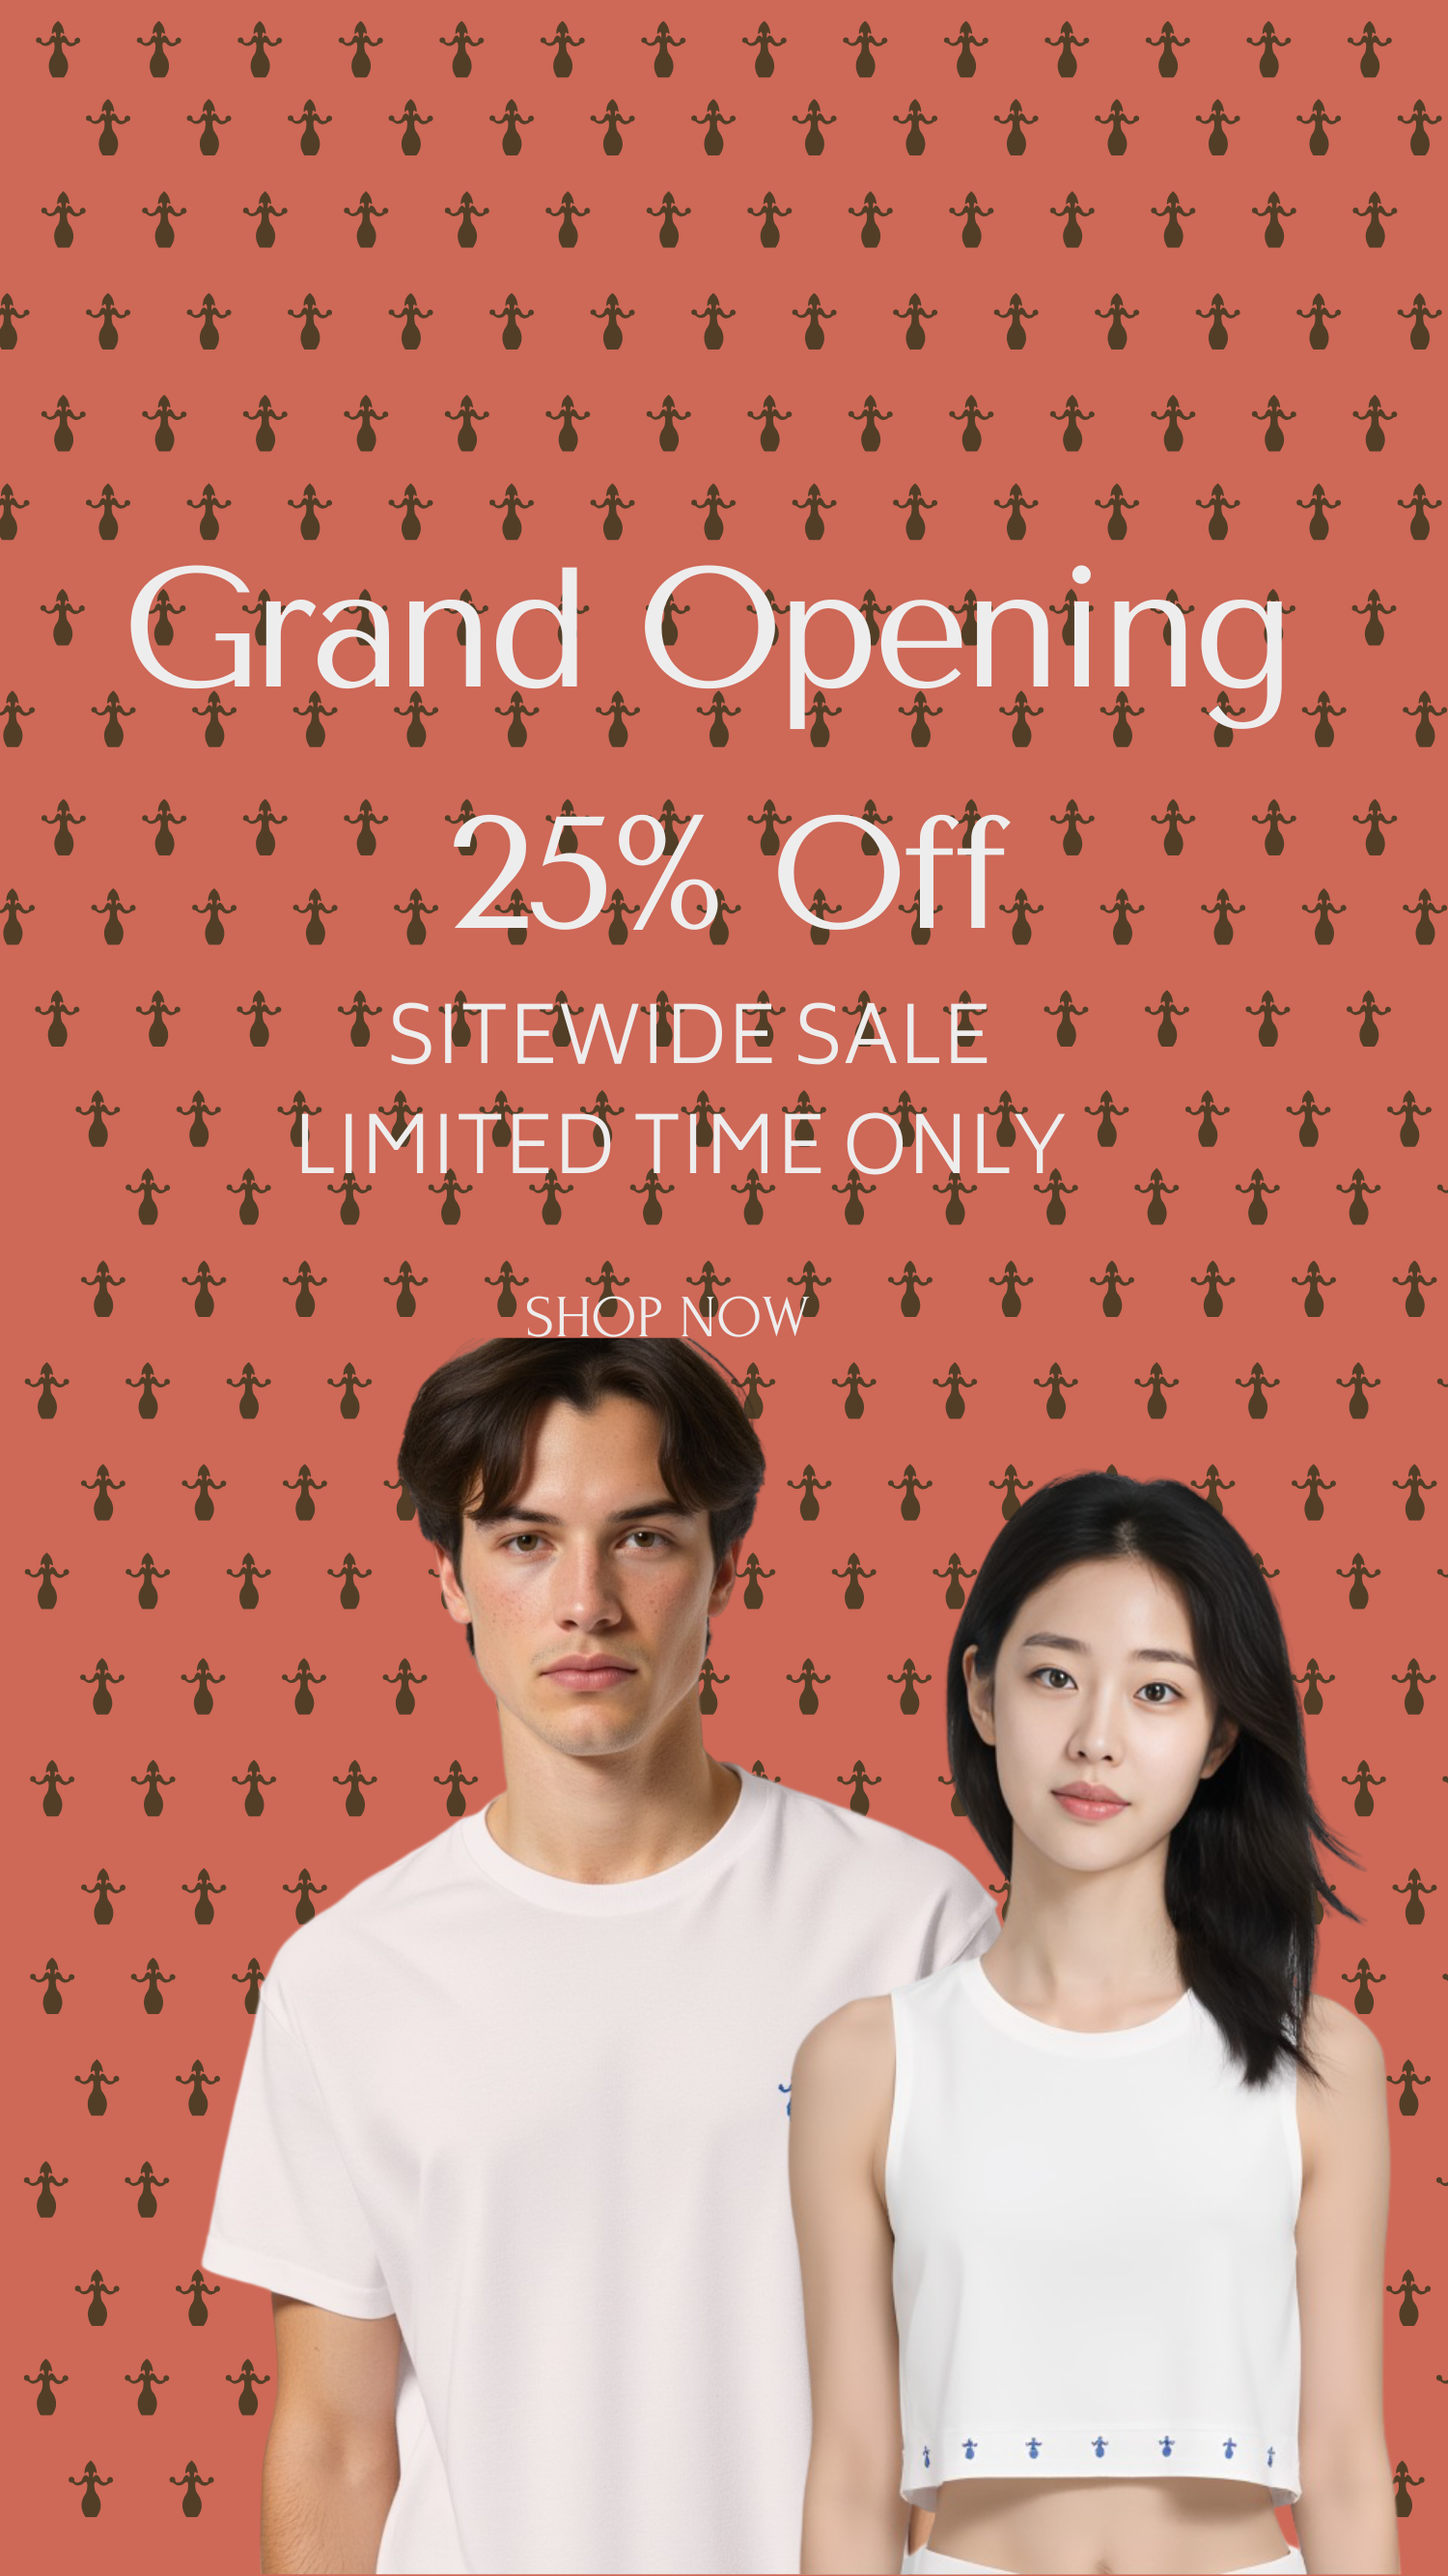 Grand Opening
25% Off
SITEWIDE SALE
LIMITED TIME ONLY
SHOP NOW